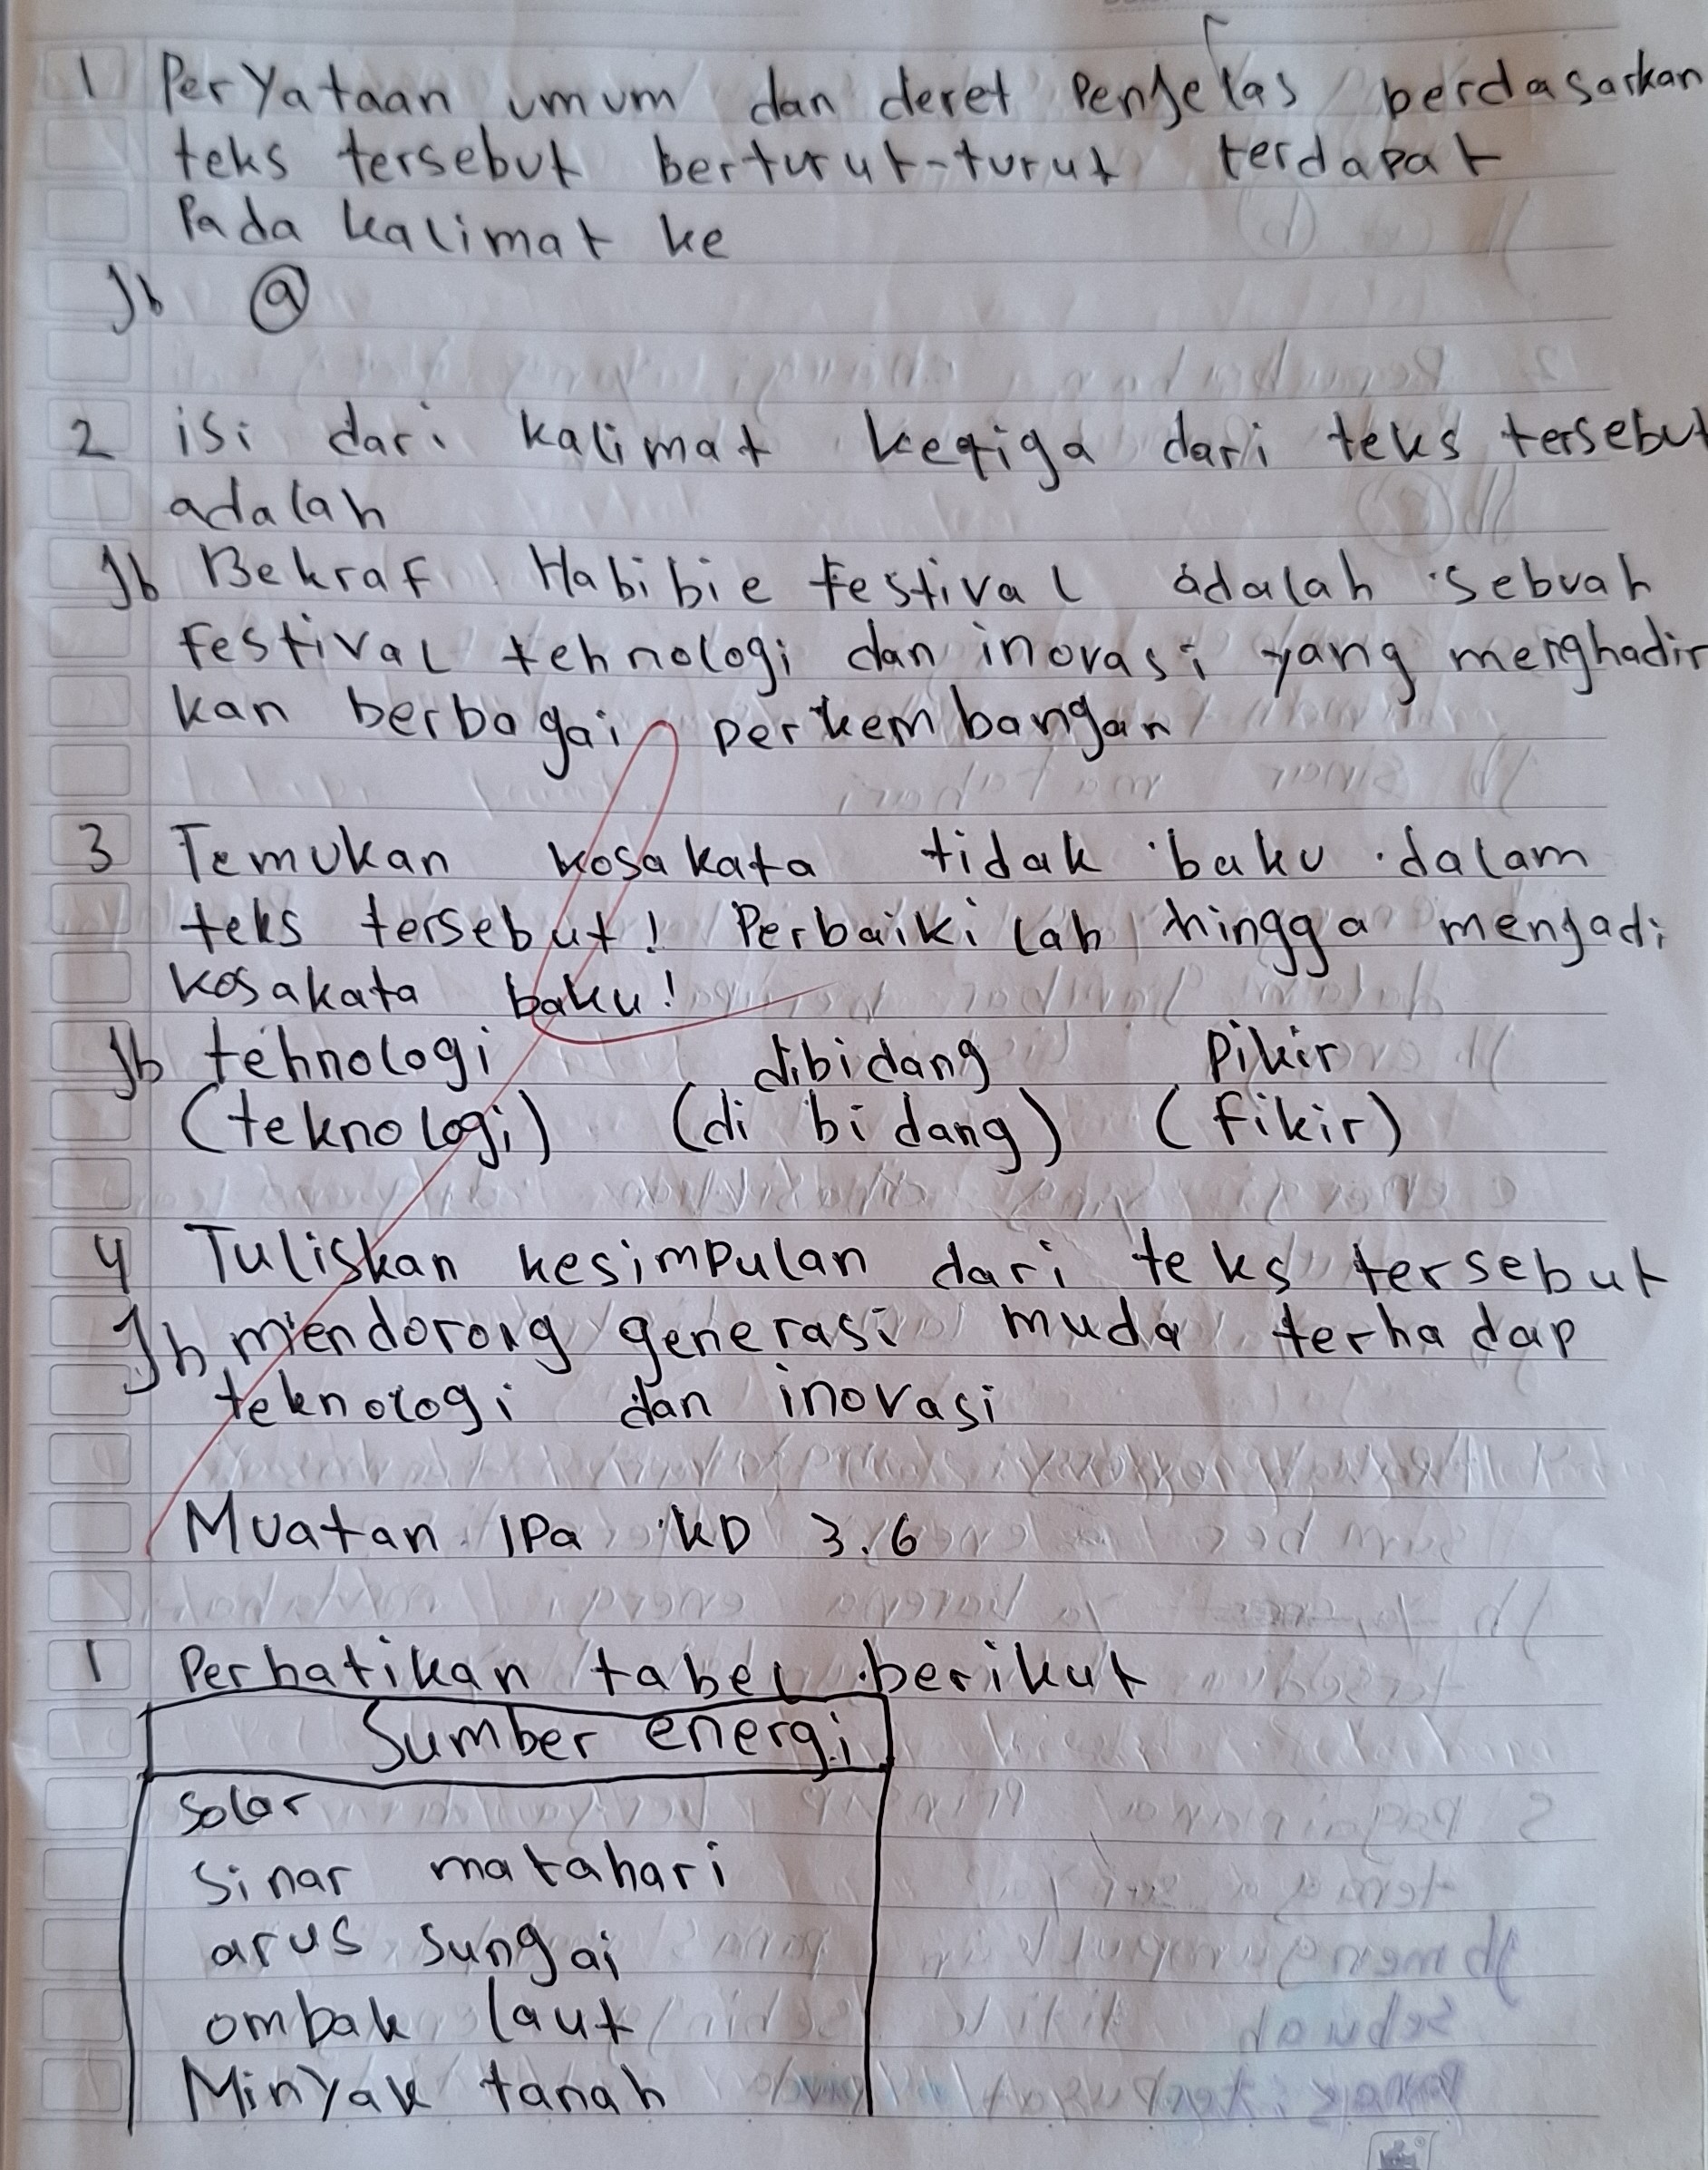 1 Peryataan umum dan deret Penjelas berdasarkan
teks tersebut berturut-turut terdapat
Pada kalimat ke
Jb a
2 isi dari kalimat ketiga dari teks tersebut
adalah
Jb Bekraf Habibie festival adalah sebuah
festival tehnologi dan inovasi yang menghadir
kan berbagai perkembangan
3 Temukan kosakata tidak baku dalam
teks tersebut! Perbaiki lah hingga menjadi
kosakata baku!
Jb tehnologi dibidang Pikir
(teknologi) (di bidang) (fikir)
4 Tuliskan kesimpulan dari teks tersebut
Jb mendorong generasi muda terhadap
teknologi dan inovasi
Muatan IPa KD 3.6
1 Perhatikan tabel berikut
Sumber energi
Solar
Sinar matahari
arus sungai
ombak laut
Minyak tanah